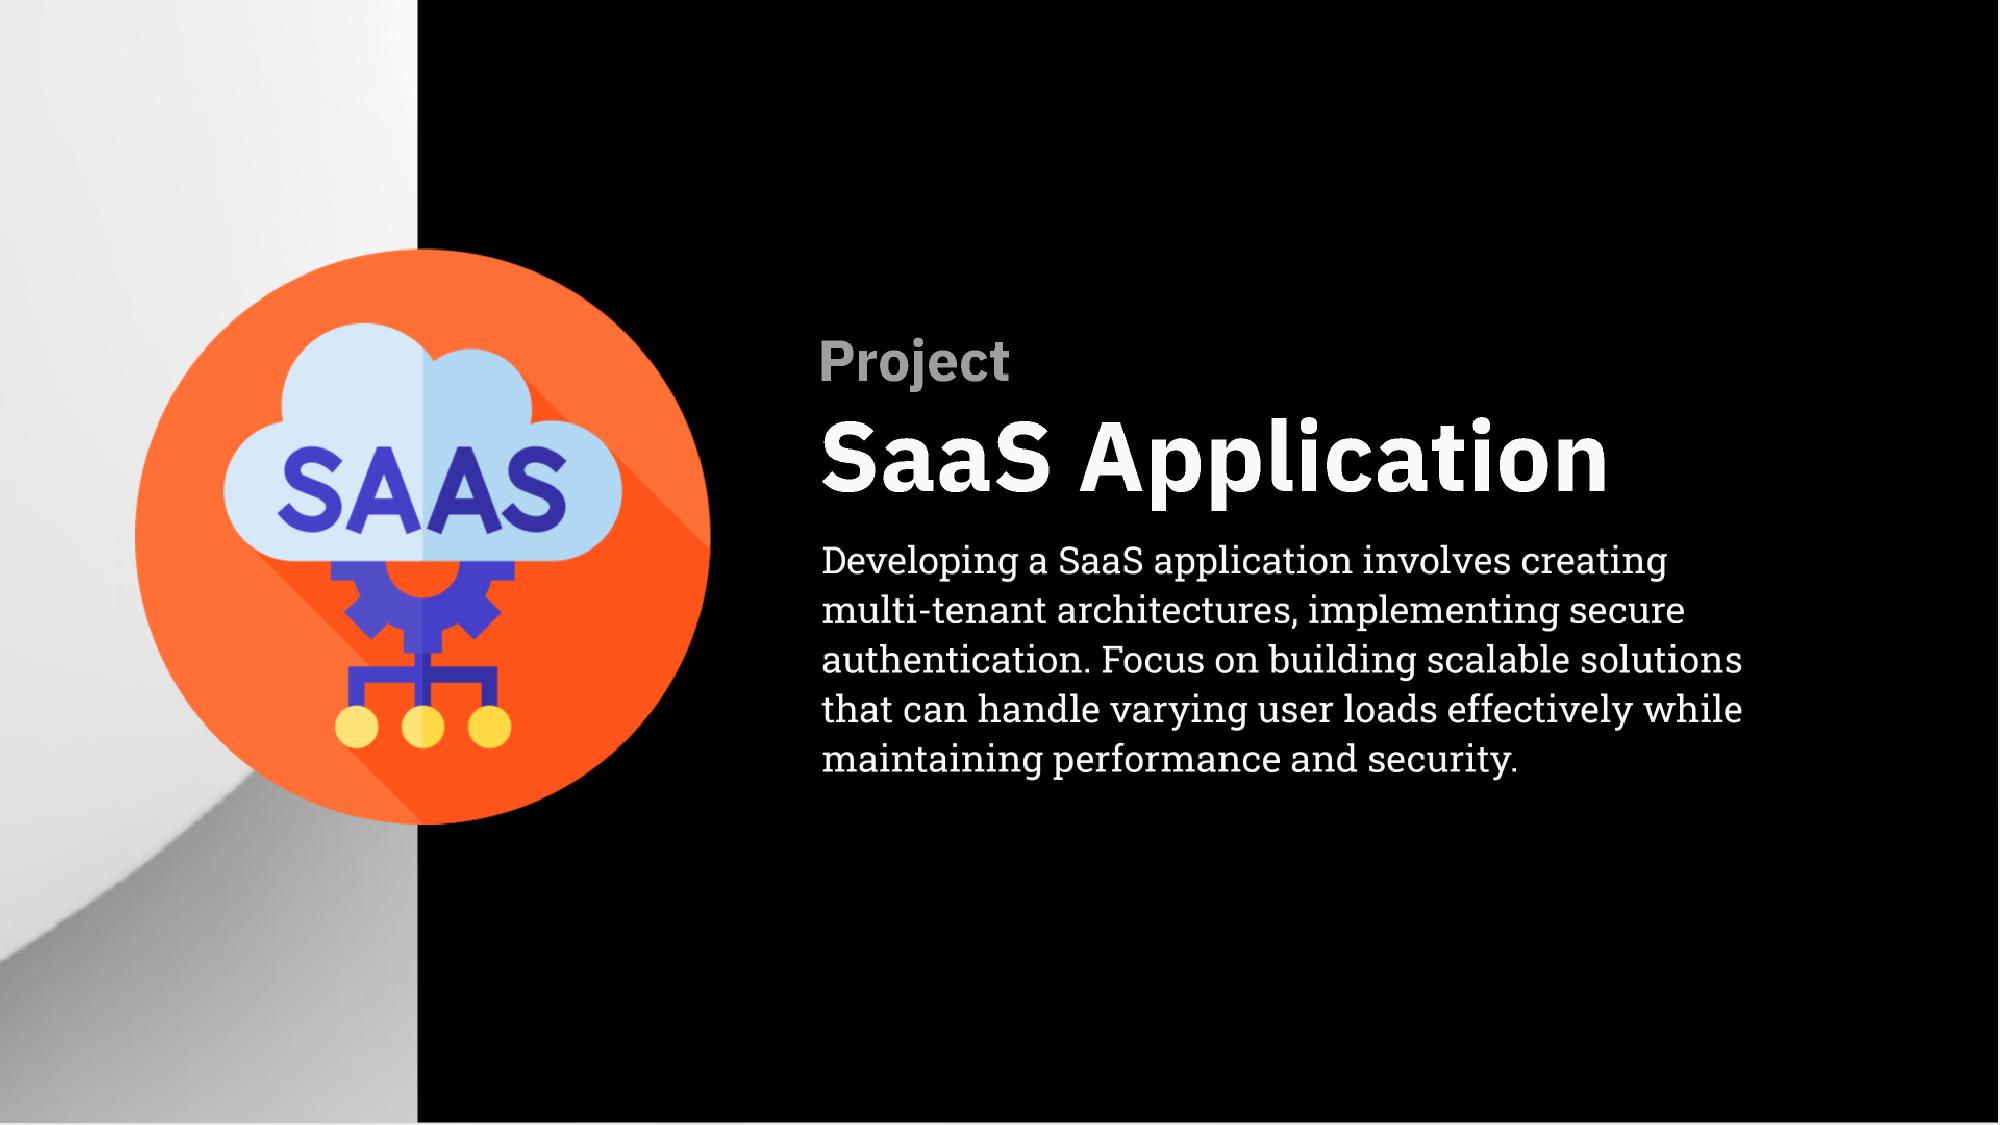 SAAS
Project
SaaS Application
Developing a SaaS application involves creating
multi-tenant architectures, implementing secure
authentication. Focus on building scalable solutions
that can handle varying user loads effectively while
maintaining performance and security.